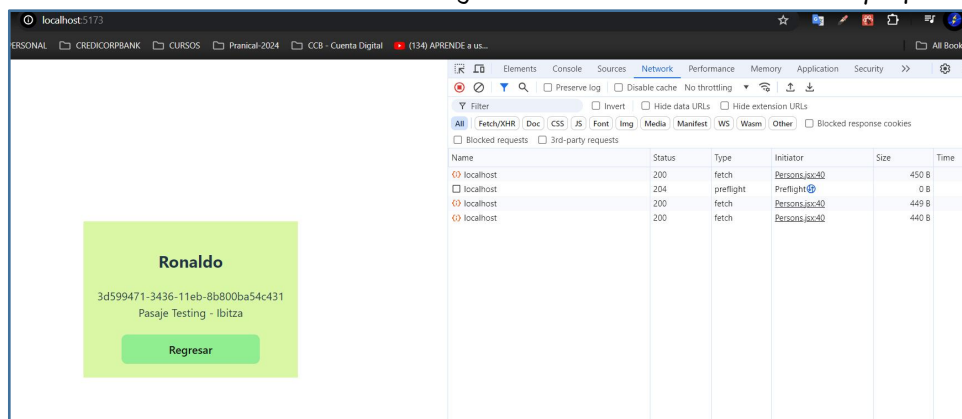 localhost:5173
PERSONAL CREDICORPBANK CURSOS Pranical-2024 CCB - Cuenta Digital (134) APRENDE a us... All Book
Elements Console Sources Network Performance Memory Application Security
Preserve log Disable cache No throttling
Filter Invert Hide data URLs Hide extension URLs
All Fetch/XHR Doc CSS JS Font Img Media Manifest WS Wasm Other Blocked response cookies
Blocked requests 3rd-party requests
Name Status Type Initiator Size Time
localhost 200 fetch Persons.jsx:40 450 B
localhost 204 preflight Preflight 0 B
localhost 200 fetch Persons.jsx:40 449 B
localhost 200 fetch Persons.jsx:40 440 B
Ronaldo
3d599471-3436-11eb-8b800ba54c431
Pasaje Testing - Ibitza
Regresar